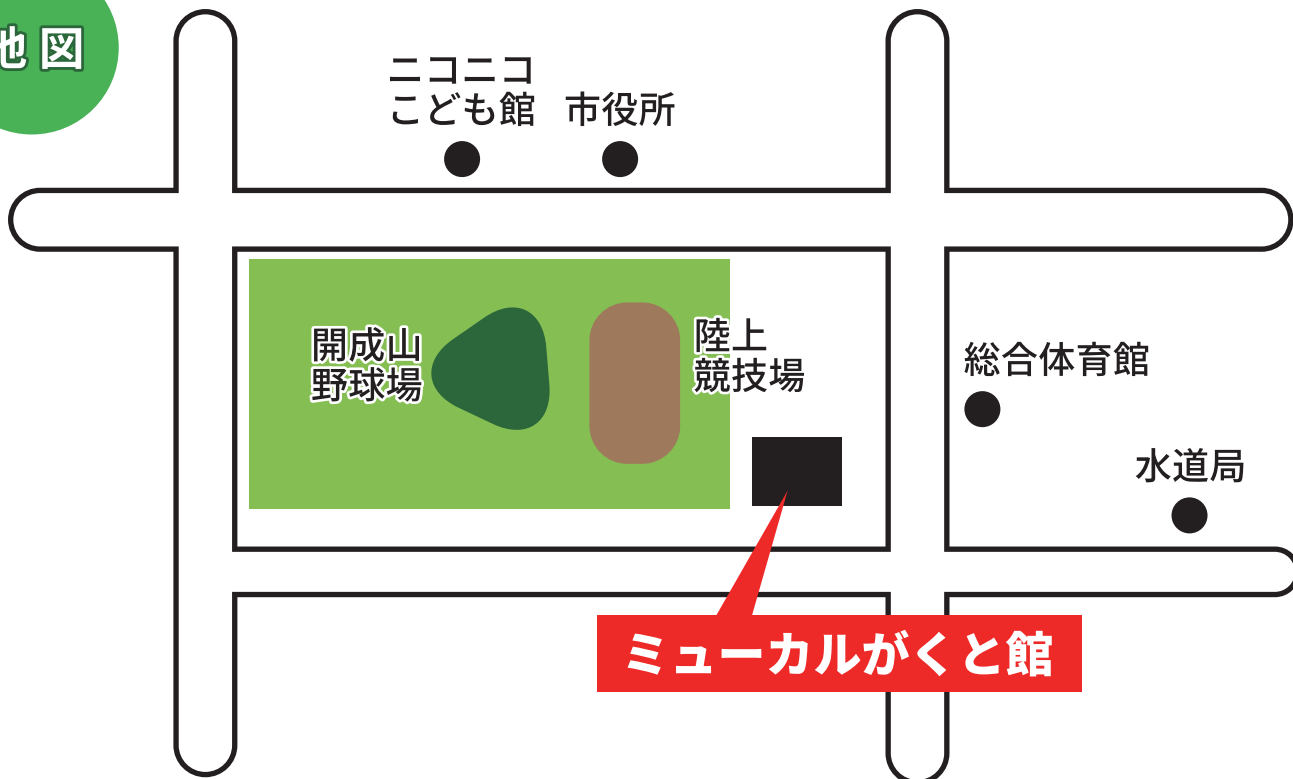 地図
ニコニコ
こども館
市役所
開成山
野球場
陸上
競技場
総合体育館
水道局
ミューカルがくと館